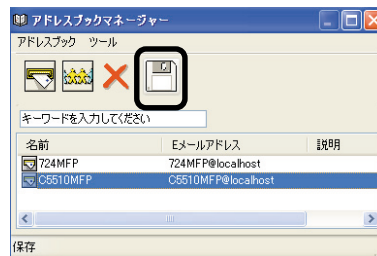 アドレスブックマネージャー
アドレスブック ツール
キーワードを入力してください
名前 Eメールアドレス 説明
724MFP 724MFP@localhost
C5510MFP C5510MFP@localhost
保存